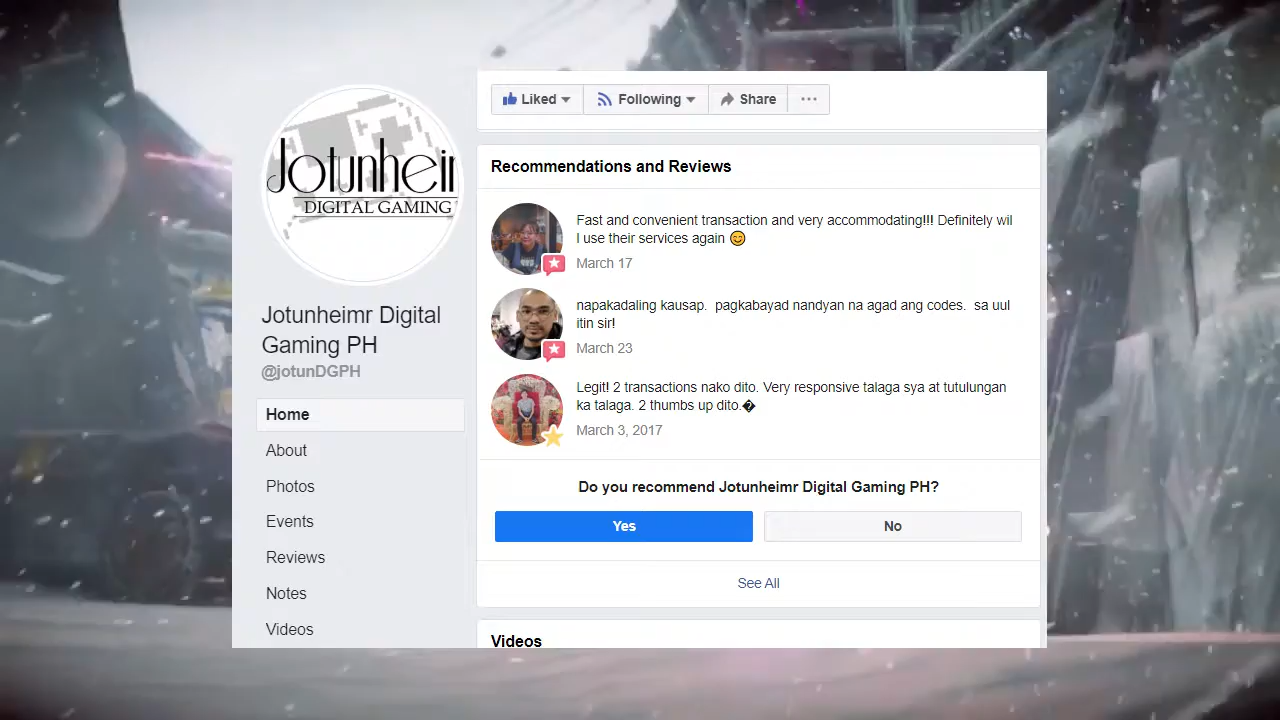 Liked
Following
Share
Jotunheir
DIGITAL GAMING
Jotunheimr Digital
Gaming PH
@jotunDGPH
Home
About
Photos
Events
Reviews
Notes
Videos
Recommendations and Reviews
Fast and convenient transaction and very accommodating!!! Definitely wil
l use their services again 😊
March 17
napakadaling kausap.  pagkabayad nandyan na agad ang codes.  sa uul
itin sir!
March 23
Legit! 2 transactions nako dito. Very responsive talaga sya at tutulungan
ka talaga. 2 thumbs up dito.�
March 3, 2017
Do you recommend Jotunheimr Digital Gaming PH?
Yes
No
See All
Videos